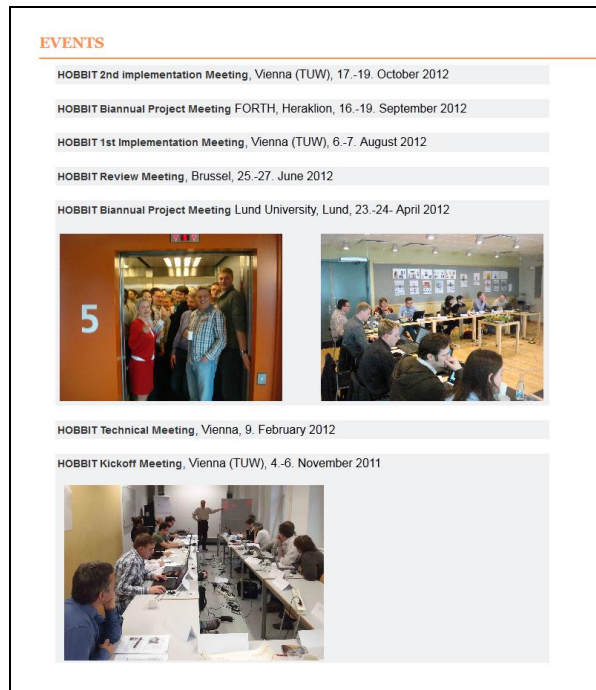 EVENTS
HOBBIT 2nd implementation Meeting, Vienna (TUW), 17.-19. October 2012
HOBBIT Biannual Project Meeting FORTH, Heraklion, 16.-19. September 2012
HOBBIT 1st Implementation Meeting, Vienna (TUW), 6.-7. August 2012
HOBBIT Review Meeting, Brussel, 25.-27. June 2012
HOBBIT Biannual Project Meeting Lund University, Lund, 23.-24- April 2012
5
HOBBIT Technical Meeting, Vienna, 9. February 2012
HOBBIT Kickoff Meeting, Vienna (TUW), 4.-6. November 2011